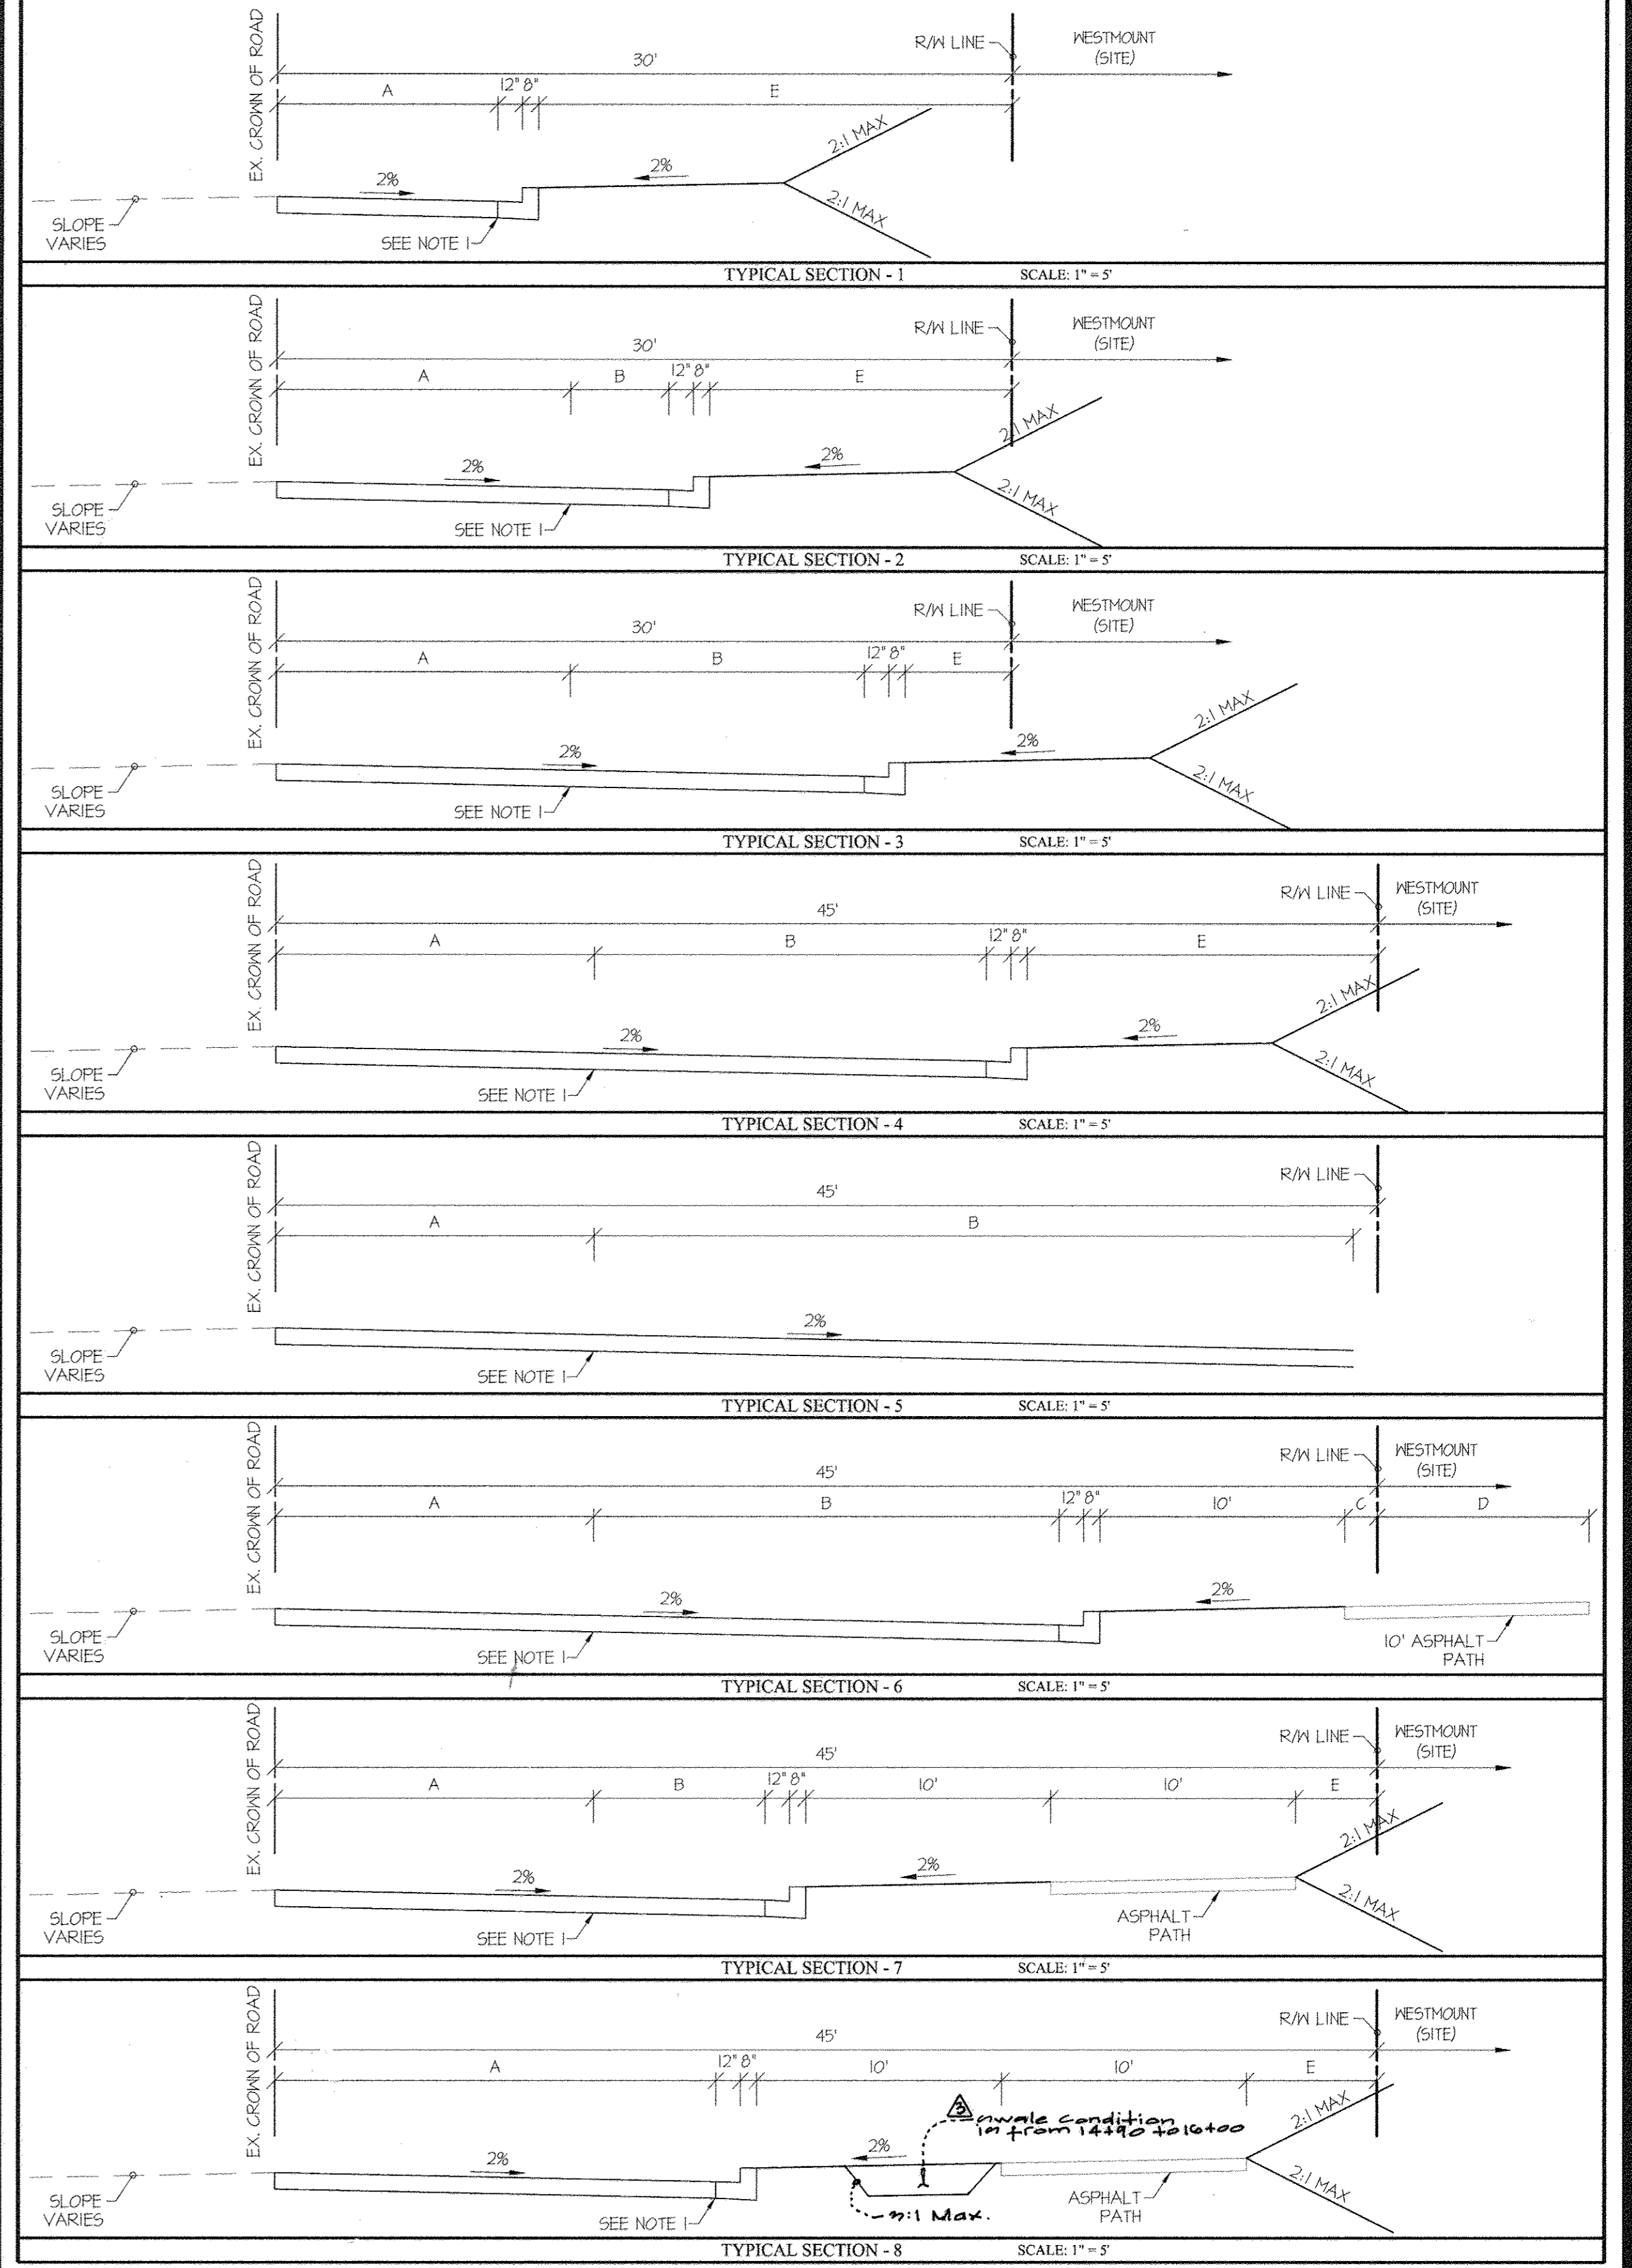 EX. CROWN OF ROAD
R/W LINE
WESTMOUNT
(SITE)
30'
A
12" 8"
E
2:1 MAX
2%
2%
2:1 MAX
SLOPE
VARIES
SEE NOTE 1
TYPICAL SECTION - 1
SCALE: 1" = 5'
EX. CROWN OF ROAD
R/W LINE
WESTMOUNT
(SITE)
30'
A
B
12" 8"
E
2:1 MAX
2%
2%
2:1 MAX
SLOPE
VARIES
SEE NOTE 1
TYPICAL SECTION - 2
SCALE: 1" = 5'
EX. CROWN OF ROAD
R/W LINE
WESTMOUNT
(SITE)
30'
A
B
12" 8"
E
2:1 MAX
2%
2%
2:1 MAX
SLOPE
VARIES
SEE NOTE 1
TYPICAL SECTION - 3
SCALE: 1" = 5'
EX. CROWN OF ROAD
R/W LINE
WESTMOUNT
(SITE)
45'
A
B
12" 8"
E
2:1 MAX
2%
2%
2:1 MAX
SLOPE
VARIES
SEE NOTE 1
TYPICAL SECTION - 4
SCALE: 1" = 5'
EX. CROWN OF ROAD
R/W LINE
45'
A
B
2%
SLOPE
VARIES
SEE NOTE 1
TYPICAL SECTION - 5
SCALE: 1" = 5'
EX. CROWN OF ROAD
R/W LINE
WESTMOUNT
(SITE)
45'
A
B
12" 8"
10'
C
D
2%
2%
SLOPE
VARIES
SEE NOTE 1
10' ASPHALT
PATH
TYPICAL SECTION - 6
SCALE: 1" = 5'
EX. CROWN OF ROAD
R/W LINE
WESTMOUNT
(SITE)
45'
A
B
12" 8"
10'
10'
E
2:1 MAX
2%
2%
2:1 MAX
SLOPE
VARIES
SEE NOTE 1
ASPHALT
PATH
TYPICAL SECTION - 7
SCALE: 1" = 5'
EX. CROWN OF ROAD
R/W LINE
WESTMOUNT
(SITE)
45'
A
12" 8"
10'
10'
E
3
swale condition
from 14+90 to 16+00
2:1 MAX
2%
2%
2:1 MAX
SLOPE
VARIES
SEE NOTE 1
:1 Max.
ASPHALT
PATH
TYPICAL SECTION - 8
SCALE: 1" = 5'